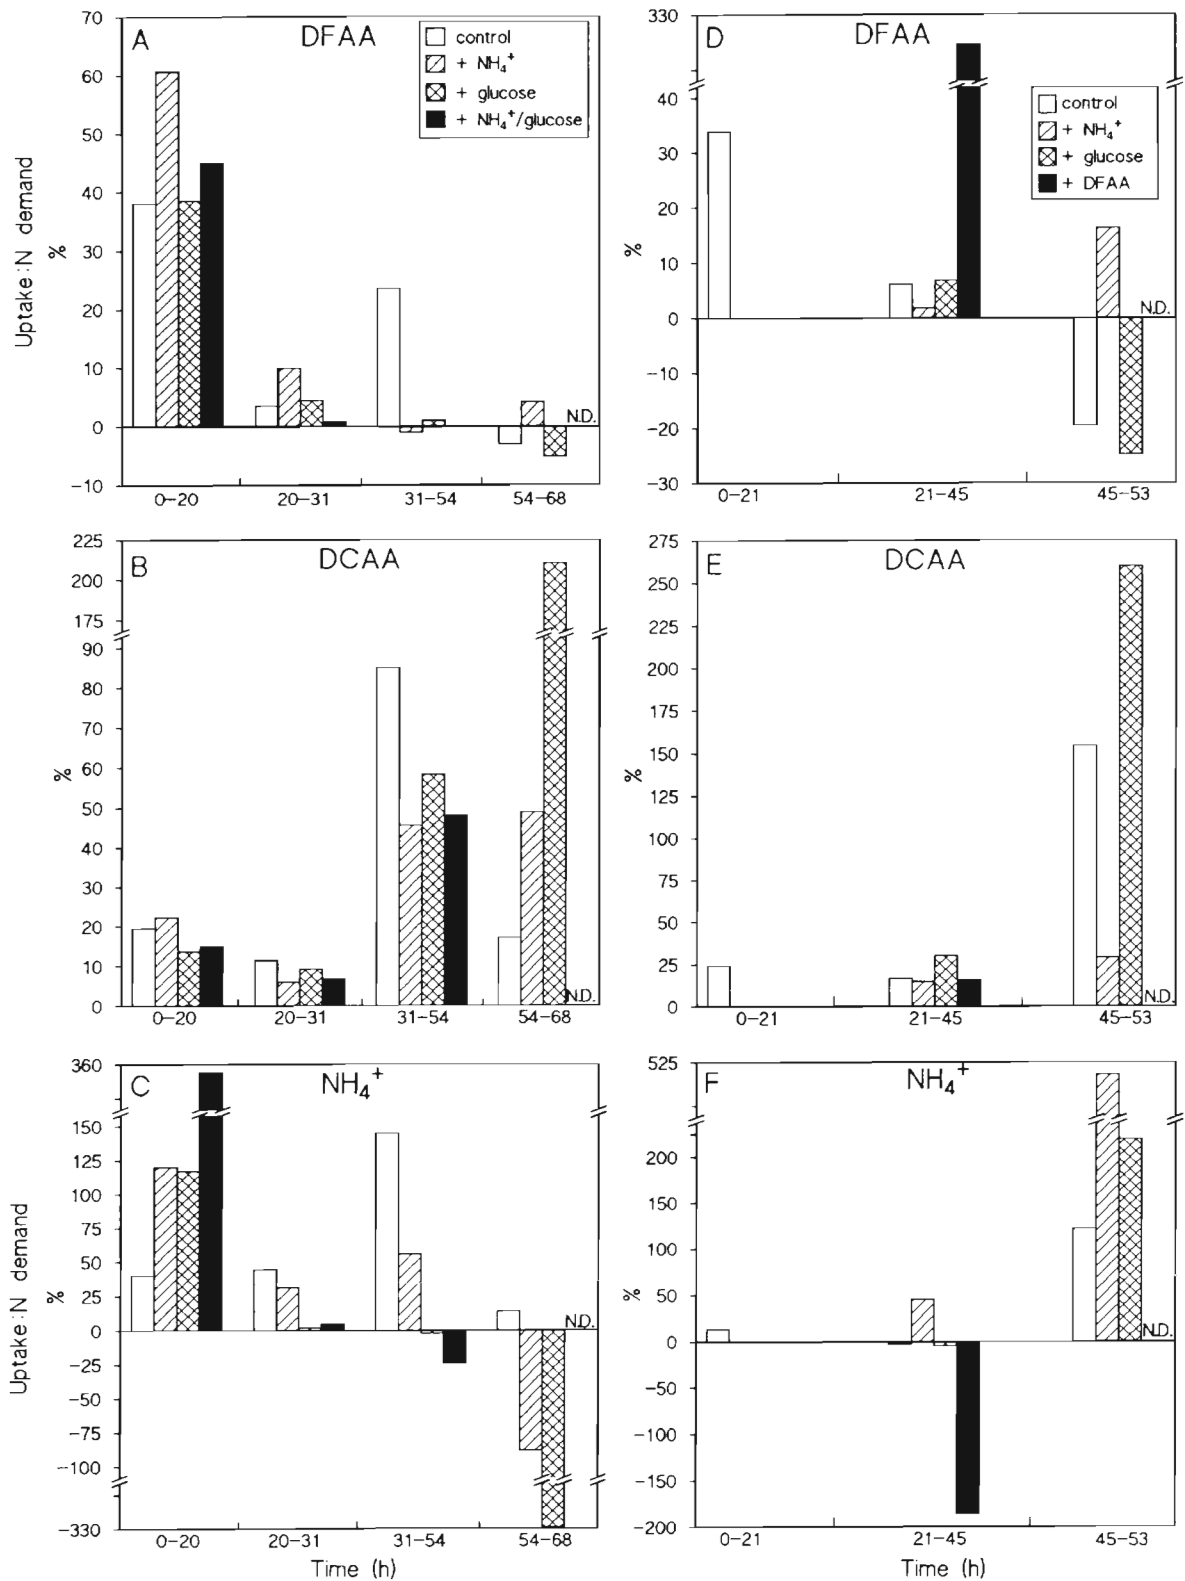 A DFAA
70
60
50
40
30
20
10
0
-10
Uptake:N demand
%
control
+ NH₄⁺
+ glucose
+ NH₄⁺/glucose
N.D.
0-20 20-31 31-54 54-68
D DFAA
330
40
30
20
10
0
-10
-20
-30
%
control
+ NH₄⁺
+ glucose
+ DFAA
N.D.
0-21 21-45 45-53
B DCAA
225
200
175
90
80
70
60
50
40
30
20
10
0
%
N.D.
0-20 20-31 31-54 54-68
E DCAA
275
250
225
200
175
150
125
100
75
50
25
0
%
N.D.
0-21 21-45 45-53
C NH₄⁺
360
150
125
100
75
50
25
0
-25
-50
-75
-100
-330
Uptake:N demand
%
N.D.
0-20 20-31 31-54 54-68
Time (h)
F NH₄⁺
525
200
150
100
50
0
-50
-100
-150
-200
%
N.D.
0-21 21-45 45-53
Time (h)